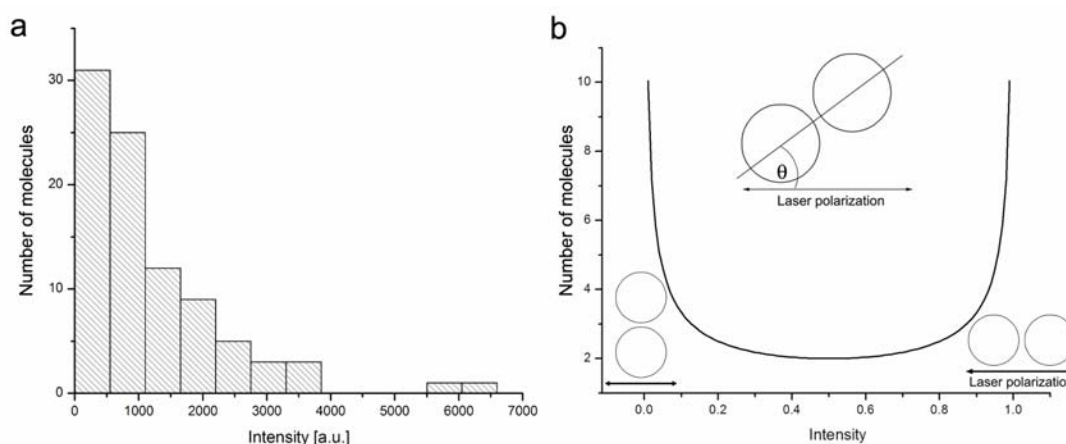 a
Number of molecules
30
20
10
0
0 1000 2000 3000 4000 5000 6000 7000
Intensity [a.u.]
b
Number of molecules
10
8
6
4
2
θ
Laser polarization
Laser polarizatio
0.0 0.2 0.4 0.6 0.8 1.0
Intensity